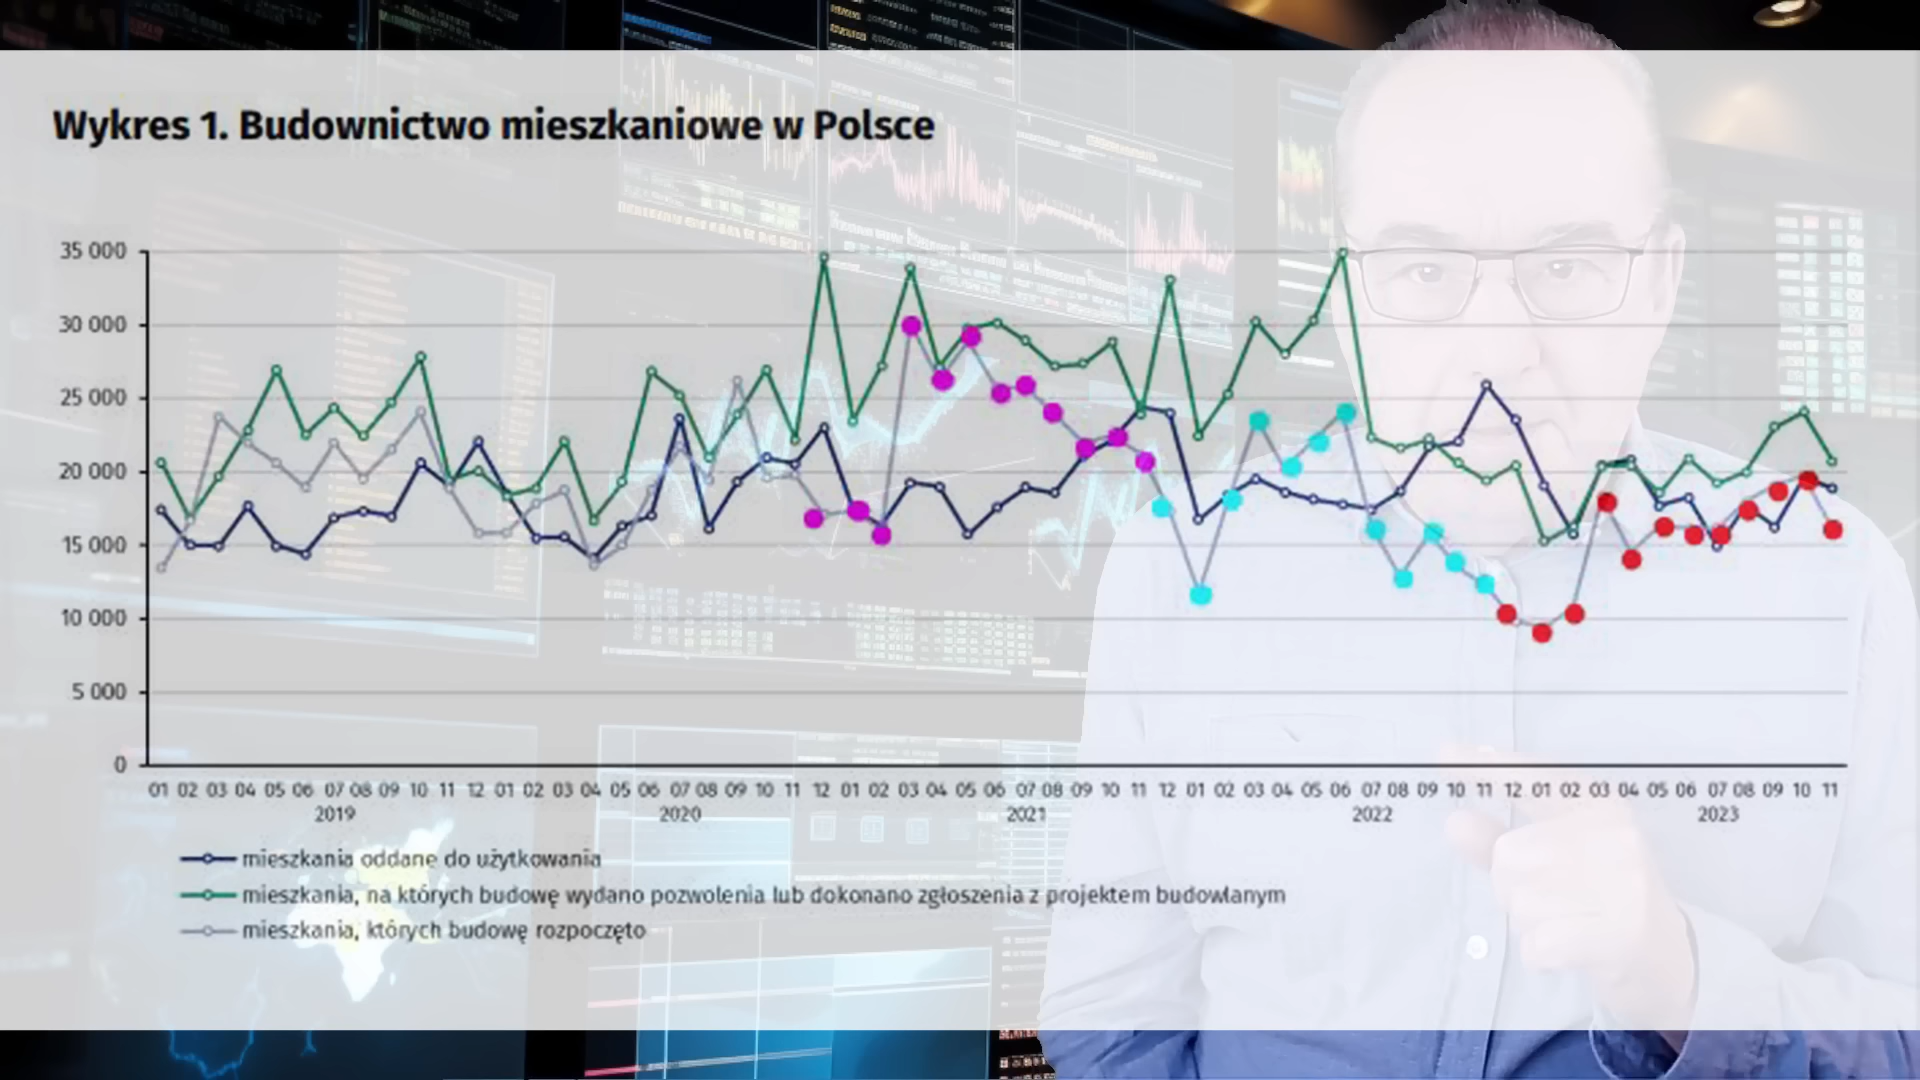 Wykres 1. Budownictwo mieszkaniowe w Polsce
35 000
30 000
25 000
20 000
15 000
10 000
5 000
0
01 02 03 04 05 06 07 08 09 10 11 12 01 02 03 04 05 06 07 08 09 10 11 12 01 02 03 04 05 06 07 08 09 10 11 12 01 02 03 04 05 06 07 08 09 10 11 12 01 02 03 04 05 06 07 08 09 10 11
2019 2020 2021 2022 2023
mieszkania oddane do użytkowania
mieszkania, na których budowę wydano pozwolenia lub dokonano zgłoszenia z projektem budowlanym
mieszkania, których budowę rozpoczęto